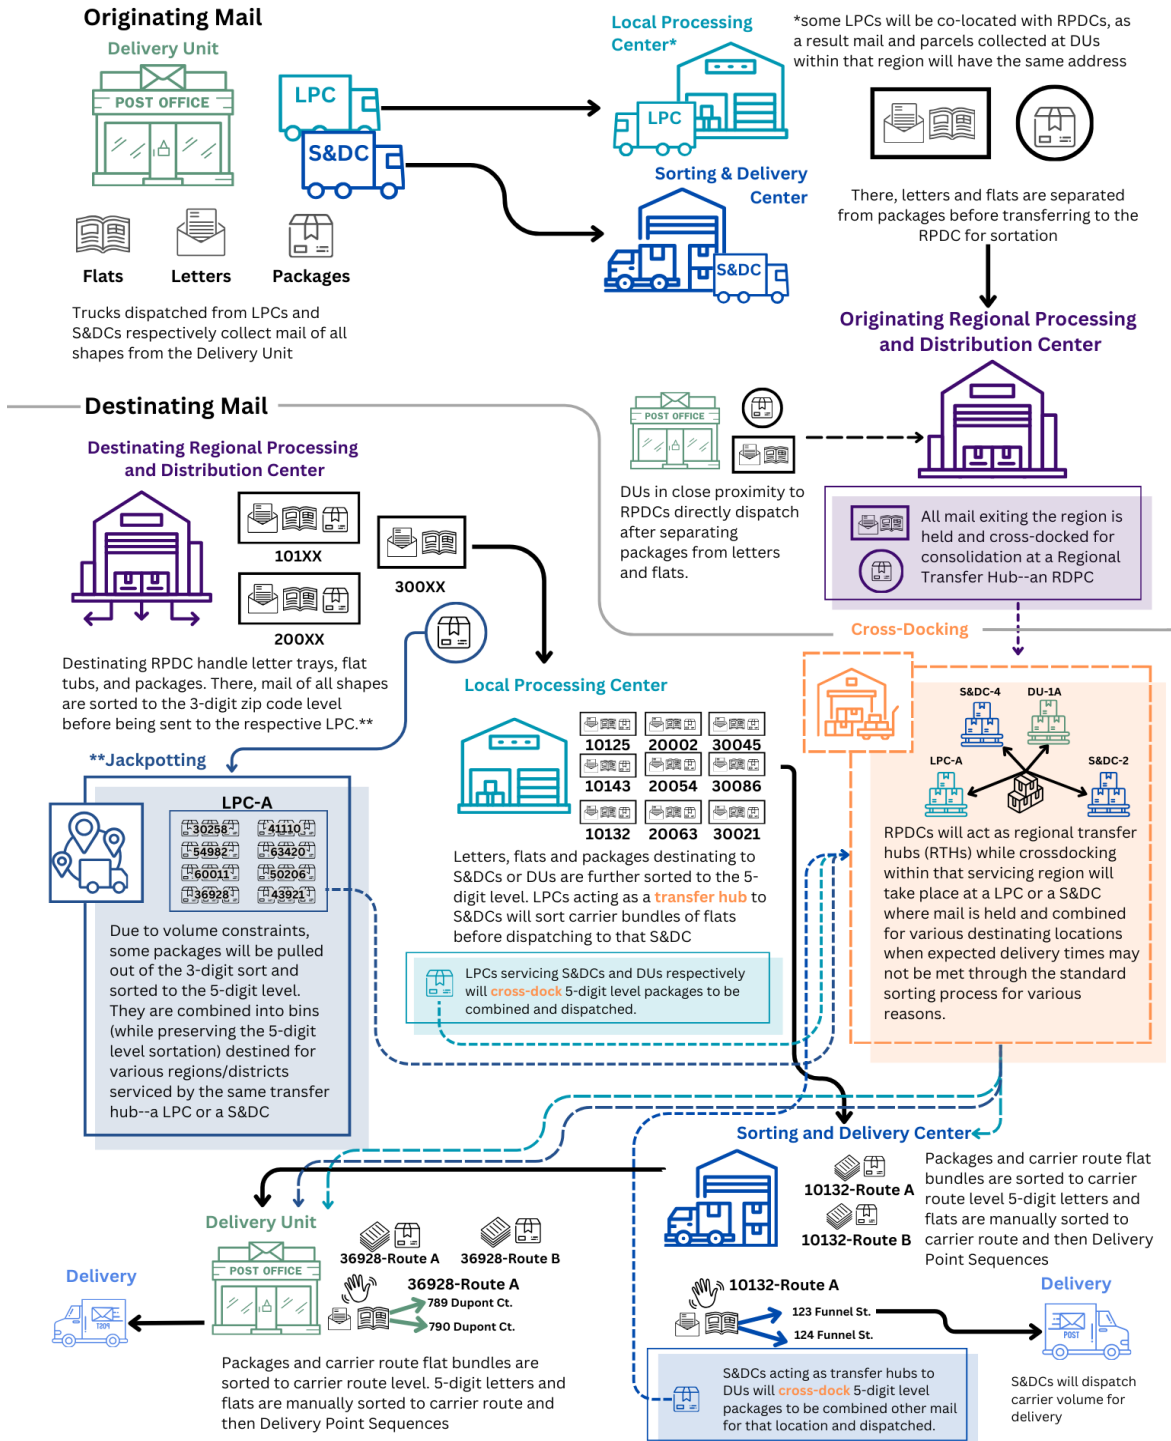 Originating Mail
Delivery Unit
POST OFFICE
LPC
S&DC
Flats
Letters
Packages
Trucks dispatched from LPCs and
S&DCs respectively collect mail of all
shapes from the Delivery Unit
Local Processing
Center*
LPC
Sorting & Delivery
Center
S&DC
*some LPCs will be co-located with RPDCs, as
a result mail and parcels collected at DUs
within that region will have the same address
There, letters and flats are separated
from packages before transferring to the
RPDC for sortation
Originating Regional Processing
and Distribution Center
POST OFFICE
DUs in close proximity to
RPDCs directly dispatch
after separating
packages from letters
and flats.
All mail exiting the region is
held and cross-docked for
consolidation at a Regional
Transfer Hub--an RDPC
Destinating Mail
Destinating Regional Processing
and Distribution Center
101XX
200XX
300XX
Destinating RPDC handle letter trays, flat
tubs, and packages. There, mail of all shapes
are sorted to the 3-digit zip code level
before being sent to the respective LPC.**
**Jackpotting
LPC-A
30258
41110
54982
63420
60011
50206
36928
43921
Due to volume constraints,
some packages will be pulled
out of the 3-digit sort and
sorted to the 5-digit level.
They are combined into bins
(while preserving the 5-digit
level sortation) destined for
various regions/districts
serviced by the same transfer
hub--a LPC or a S&DC
Local Processing Center
10125
20002
30045
10143
20054
30086
10132
20063
30021
Letters, flats and packages destinating to
S&DCs or DUs are further sorted to the 5-
digit level. LPCs acting as a transfer hub to
S&DCs will sort carrier bundles of flats
before dispatching to that S&DC
LPCs servicing S&DCs and DUs respectively
will cross-dock 5-digit level packages to be
combined and dispatched.
Cross-Docking
S&DC-4
DU-1A
LPC-A
S&DC-2
RPDCs will act as regional transfer
hubs (RTHs) while crossdocking
within that servicing region will
take place at a LPC or a S&DC
where mail is held and combined
for various destinating locations
when expected delivery times may
not be met through the standard
sorting process for various
reasons.
Sorting and Delivery Center
10132-Route A
10132-Route B
Packages and carrier route flat
bundles are sorted to carrier
route level 5-digit letters and
flats are manually sorted to
carrier route and then Delivery
Point Sequences
10132-Route A
123 Funnel St.
124 Funnel St.
Delivery
POST
S&DCs will dispatch
carrier volume for
delivery
S&DCs acting as transfer hubs to
DUs will cross-dock 5-digit level
packages to be combined other mail
for that location and dispatched.
Delivery Unit
POST OFFICE
36928-Route A
36928-Route B
36928-Route A
789 Dupont Ct.
790 Dupont Ct.
Delivery
POST
Packages and carrier route flat bundles are
sorted to carrier route level. 5-digit letters and
flats are manually sorted to carrier route and
then Delivery Point Sequences